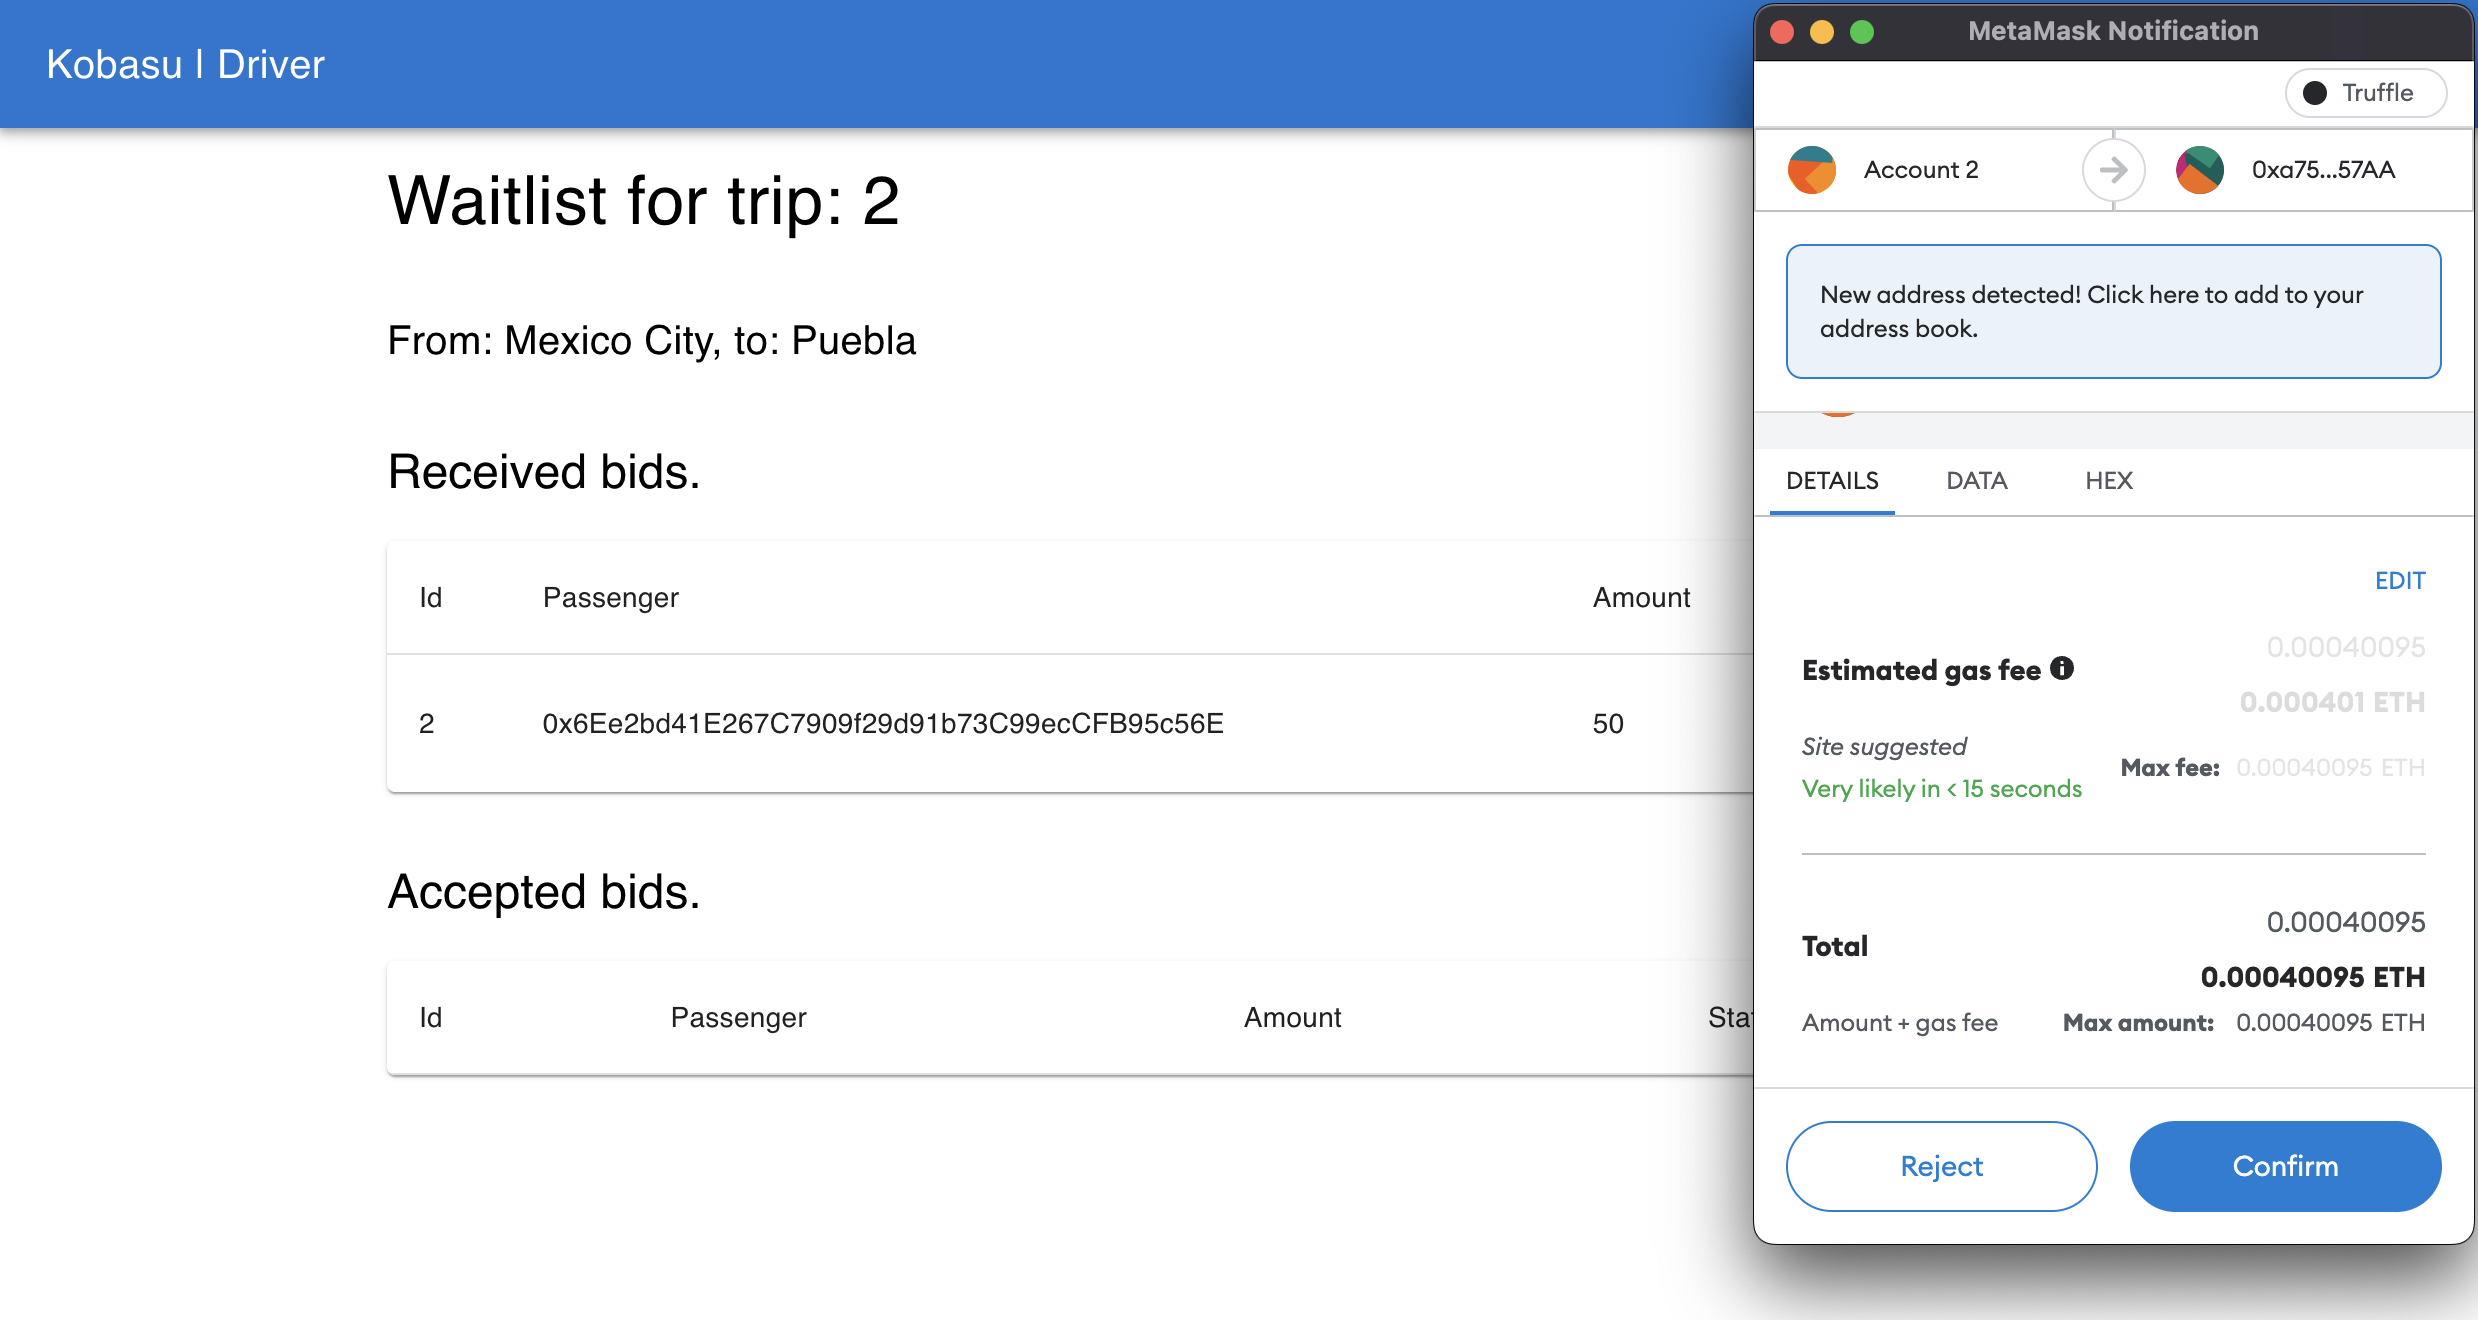 Kobasu | Driver
Waitlist for trip: 2
From: Mexico City, to: Puebla
Received bids.
Id Passenger Amount
2 0x6Ee2bd41E267C7909f29d91b73C99ecCFB95c56E 50
Accepted bids.
Id Passenger Amount
MetaMask Notification
Truffle
Account 2 0xa75...57AA
New address detected! Click here to add to your
address book.
DETAILS DATA HEX
EDIT
0.00040095
Estimated gas fee
0.000401 ETH
Site suggested
Max fee: 0.00040095 ETH
Very likely in < 15 seconds
0.00040095
Total
0.00040095 ETH
Amount + gas fee Max amount: 0.00040095 ETH
Reject Confirm